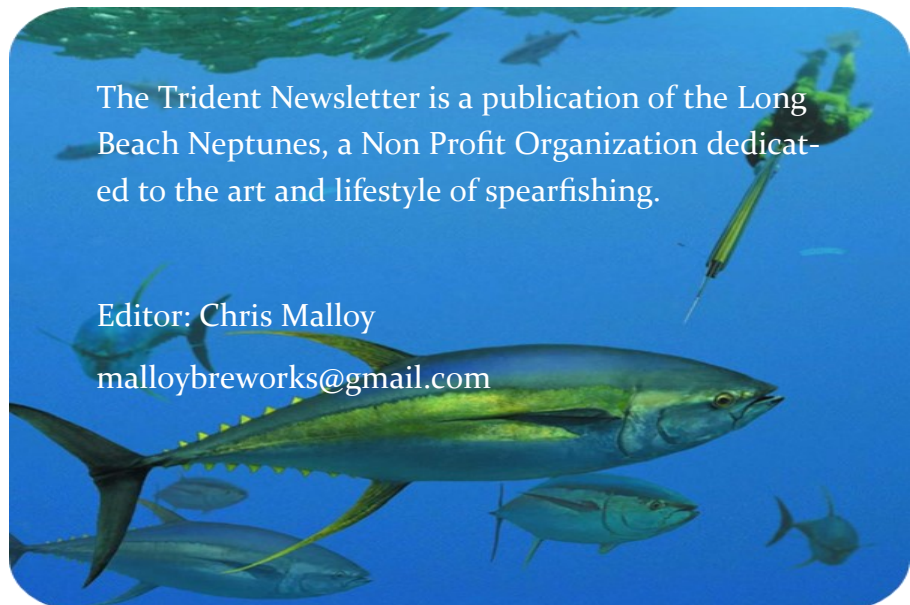 The Trident Newsletter is a publication of the Long
Beach Neptunes, a Non Profit Organization dedicat-
ed to the art and lifestyle of spearfishing.
Editor: Chris Malloy
malloybreworks@gmail.com